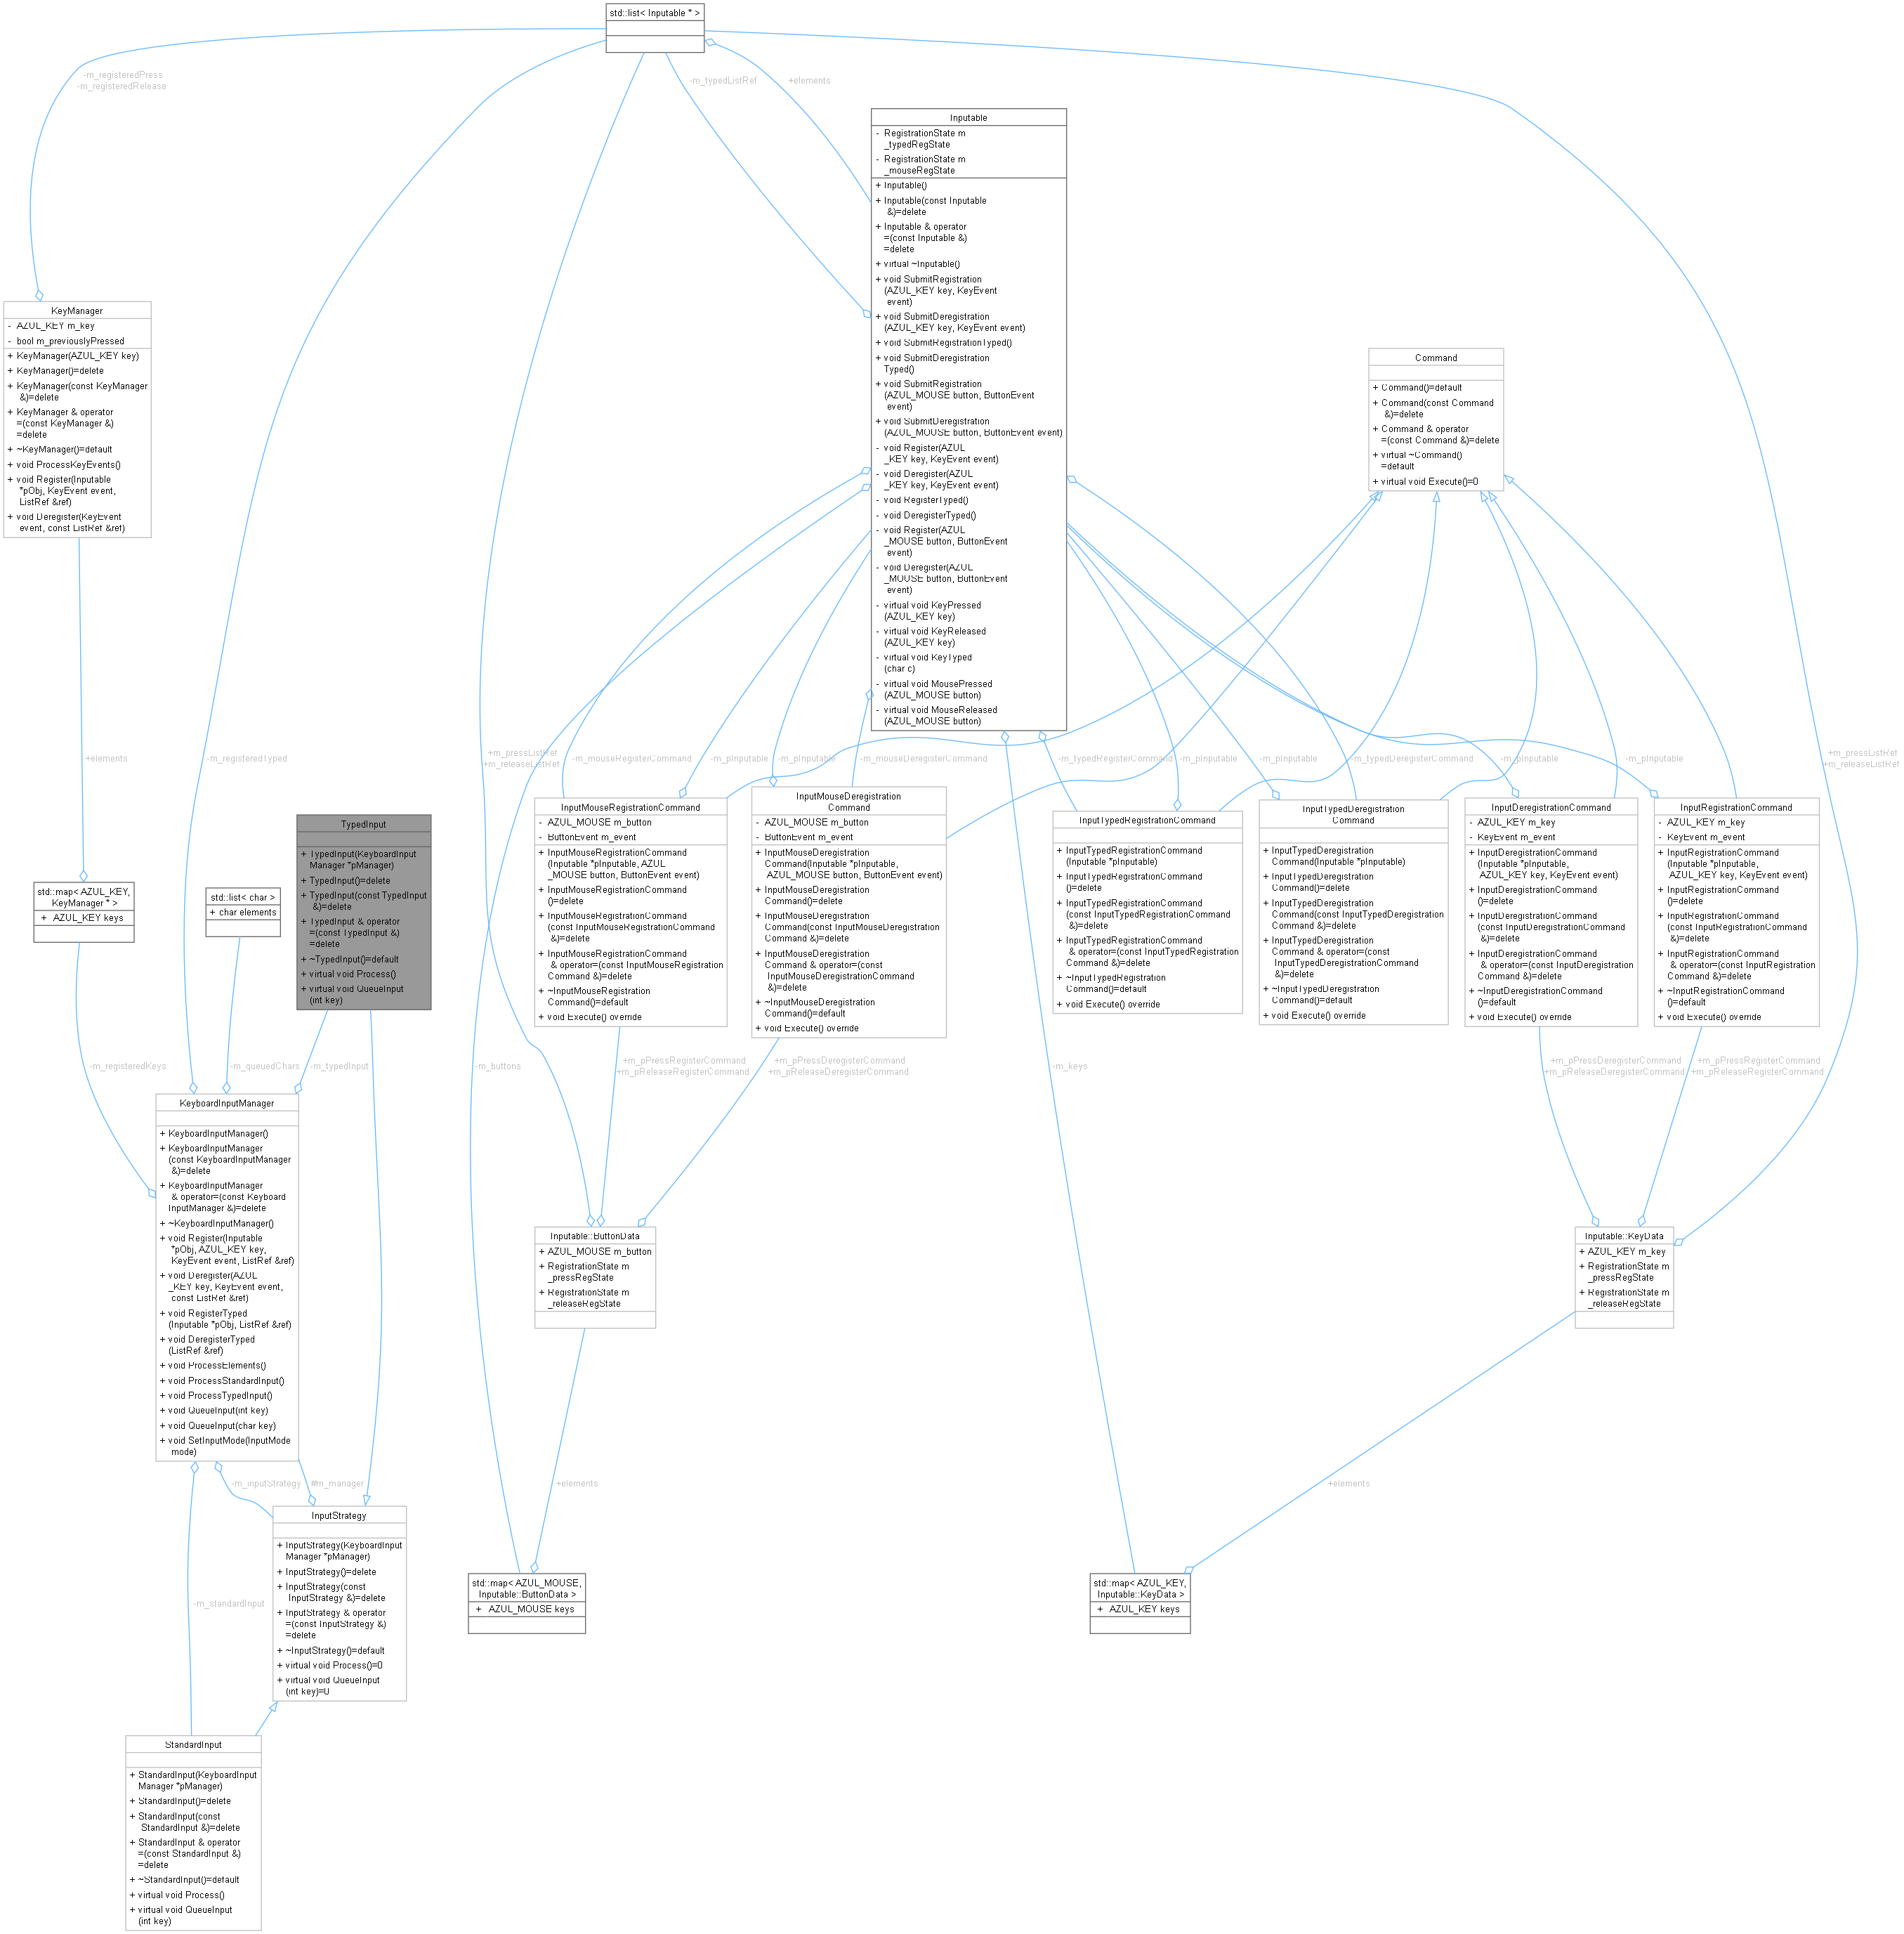 std::list< Inputable * >
-m_registeredPress
-m_registeredRelease
-m_typedListRef
+elements
Inputable
- RegistrationState m
_typedRegState
- RegistrationState m
_mouseRegState
+ Inputable()
+ Inputable(const Inputable
&)=delete
+ Inputable & operator
=(const Inputable &)
=delete
+ virtual ~Inputable()
+ void SubmitRegistration
(AZUL_KEY key, KeyEvent
event)
+ void SubmitDeregistration
(AZUL_KEY key, KeyEvent event)
+ void SubmitRegistrationTyped()
+ void SubmitDeregistration
Typed()
+ void SubmitRegistration
(AZUL_MOUSE button, ButtonEvent
event)
+ void SubmitDeregistration
(AZUL_MOUSE button, ButtonEvent event)
- void Register(AZUL
_KEY key, KeyEvent event)
- void Deregister(AZUL
_KEY key, KeyEvent event)
- void RegisterTyped()
- void DeregisterTyped()
- void Register(AZUL
_MOUSE button, ButtonEvent
event)
- void Deregister(AZUL
_MOUSE button, ButtonEvent
event)
- virtual void KeyPressed
(AZUL_KEY key)
- virtual void KeyReleased
(AZUL_KEY key)
- virtual void KeyTyped
(char c)
- virtual void MousePressed
(AZUL_MOUSE button)
- virtual void MouseReleased
(AZUL_MOUSE button)
KeyManager
- AZUL_KEY m_key
- bool m_previouslyPressed
+ KeyManager(AZUL_KEY key)
+ KeyManager()=delete
+ KeyManager(const KeyManager
&)=delete
+ KeyManager & operator
=(const KeyManager &)
=delete
+ ~KeyManager()=default
+ void ProcessKeyEvents()
+ void Register(Inputable
*pObj, KeyEvent event,
ListRef &ref)
+ void Deregister(KeyEvent
event, const ListRef &ref)
Command
+ Command()=default
+ Command(const Command
&)=delete
+ Command & operator
=(const Command &)=delete
+ virtual ~Command()
=default
+ virtual void Execute()=0
+elements
-m_registeredTyped
+m_pressListRef
+m_releaseListRef
-m_mouseRegisterCommand
-m_pInputable
-m_pInputable
-m_mouseDeregisterCommand
-m_typedRegisterCommand
-m_pInputable
-m_pInputable
-m_typedDeregisterCommand
-m_pInputable
-m_pInputable
+m_pressListRef
+m_releaseListRef
TypedInput
+ TypedInput(KeyboardInput
Manager *pManager)
+ TypedInput()=delete
+ TypedInput(const TypedInput
&)=delete
+ TypedInput & operator
=(const TypedInput &)
=delete
+ ~TypedInput()=default
+ virtual void Process()
+ virtual void QueueInput
(int key)
std::map< AZUL_KEY,
KeyManager * >
+ AZUL_KEY keys
std::list< char >
+ char elements
InputMouseRegistrationCommand
- AZUL_MOUSE m_button
- ButtonEvent m_event
+ InputMouseRegistrationCommand
(Inputable *pInputable, AZUL
_MOUSE button, ButtonEvent event)
+ InputMouseRegistrationCommand
()=delete
+ InputMouseRegistrationCommand
(const InputMouseRegistrationCommand
&)=delete
+ InputMouseRegistrationCommand
& operator=(const InputMouseRegistration
Command &)=delete
+ ~InputMouseRegistration
Command()=default
+ void Execute() override
InputMouseDeregistration
Command
- AZUL_MOUSE m_button
- ButtonEvent m_event
+ InputMouseDeregistration
Command(Inputable *pInputable,
AZUL_MOUSE button, ButtonEvent event)
+ InputMouseDeregistration
Command()=delete
+ InputMouseDeregistration
Command(const InputMouseDeregistration
Command &)=delete
+ InputMouseDeregistration
Command & operator=(const
InputMouseDeregistrationCommand
&)=delete
+ ~InputMouseDeregistration
Command()=default
+ void Execute() override
InputTypedRegistrationCommand
+ InputTypedRegistrationCommand
(Inputable *pInputable)
+ InputTypedRegistrationCommand
()=delete
+ InputTypedRegistrationCommand
(const InputTypedRegistrationCommand
&)=delete
+ InputTypedRegistrationCommand
& operator=(const InputTypedRegistration
Command &)=delete
+ ~InputTypedRegistration
Command()=default
+ void Execute() override
InputTypedDeregistration
Command
+ InputTypedDeregistration
Command(Inputable *pInputable)
+ InputTypedDeregistration
Command()=delete
+ InputTypedDeregistration
Command(const InputTypedDeregistration
Command &)=delete
+ InputTypedDeregistration
Command & operator=(const
InputTypedDeregistrationCommand
&)=delete
+ ~InputTypedDeregistration
Command()=default
+ void Execute() override
InputDeregistrationCommand
- AZUL_KEY m_key
- KeyEvent m_event
+ InputDeregistrationCommand
(Inputable *pInputable,
AZUL_KEY key, KeyEvent event)
+ InputDeregistrationCommand
()=delete
+ InputDeregistrationCommand
(const InputDeregistrationCommand
&)=delete
+ InputDeregistrationCommand
& operator=(const InputDeregistration
Command &)=delete
+ ~InputDeregistrationCommand
()=default
+ void Execute() override
InputRegistrationCommand
- AZUL_KEY m_key
- KeyEvent m_event
+ InputRegistrationCommand
(Inputable *pInputable,
AZUL_KEY key, KeyEvent event)
+ InputRegistrationCommand
()=delete
+ InputRegistrationCommand
(const InputRegistrationCommand
&)=delete
+ InputRegistrationCommand
& operator=(const InputRegistration
Command &)=delete
+ ~InputRegistrationCommand
()=default
+ void Execute() override
-m_registeredKeys
-m_queuedChars
-m_typedInput
-m_buttons
+m_pPressRegisterCommand
+m_pReleaseRegisterCommand
+m_pPressDeregisterCommand
+m_pReleaseDeregisterCommand
-m_keys
+m_pPressDeregisterCommand
+m_pReleaseDeregisterCommand
+m_pPressRegisterCommand
+m_pReleaseRegisterCommand
KeyboardInputManager
+ KeyboardInputManager()
+ KeyboardInputManager
(const KeyboardInputManager
&)=delete
+ KeyboardInputManager
& operator=(const Keyboard
InputManager &)=delete
+ ~KeyboardInputManager()
+ void Register(Inputable
*pObj, AZUL_KEY key,
KeyEvent event, ListRef &ref)
+ void Deregister(AZUL
_KEY key, KeyEvent event,
const ListRef &ref)
+ void RegisterTyped
(Inputable *pObj, ListRef &ref)
+ void DeregisterTyped
(ListRef &ref)
+ void ProcessElements()
+ void ProcessStandardInput()
+ void ProcessTypedInput()
+ void QueueInput(int key)
+ void QueueInput(char key)
+ void SetInputMode(InputMode
mode)
Inputable::ButtonData
+ AZUL_MOUSE m_button
+ RegistrationState m
_pressRegState
+ RegistrationState m
_releaseRegState
Inputable::KeyData
+ AZUL_KEY m_key
+ RegistrationState m
_pressRegState
+ RegistrationState m
_releaseRegState
-m_inputStrategy
#m_manager
+elements
+elements
InputStrategy
+ InputStrategy(KeyboardInput
Manager *pManager)
+ InputStrategy()=delete
+ InputStrategy(const
InputStrategy &)=delete
+ InputStrategy & operator
=(const InputStrategy &)
=delete
+ ~InputStrategy()=default
+ virtual void Process()=0
+ virtual void QueueInput
(int key)=0
-m_standardInput
std::map< AZUL_MOUSE,
Inputable::ButtonData >
+ AZUL_MOUSE keys
std::map< AZUL_KEY,
Inputable::KeyData >
+ AZUL_KEY keys
StandardInput
+ StandardInput(KeyboardInput
Manager *pManager)
+ StandardInput()=delete
+ StandardInput(const
StandardInput &)=delete
+ StandardInput & operator
=(const StandardInput &)
=delete
+ ~StandardInput()=default
+ virtual void Process()
+ virtual void QueueInput
(int key)